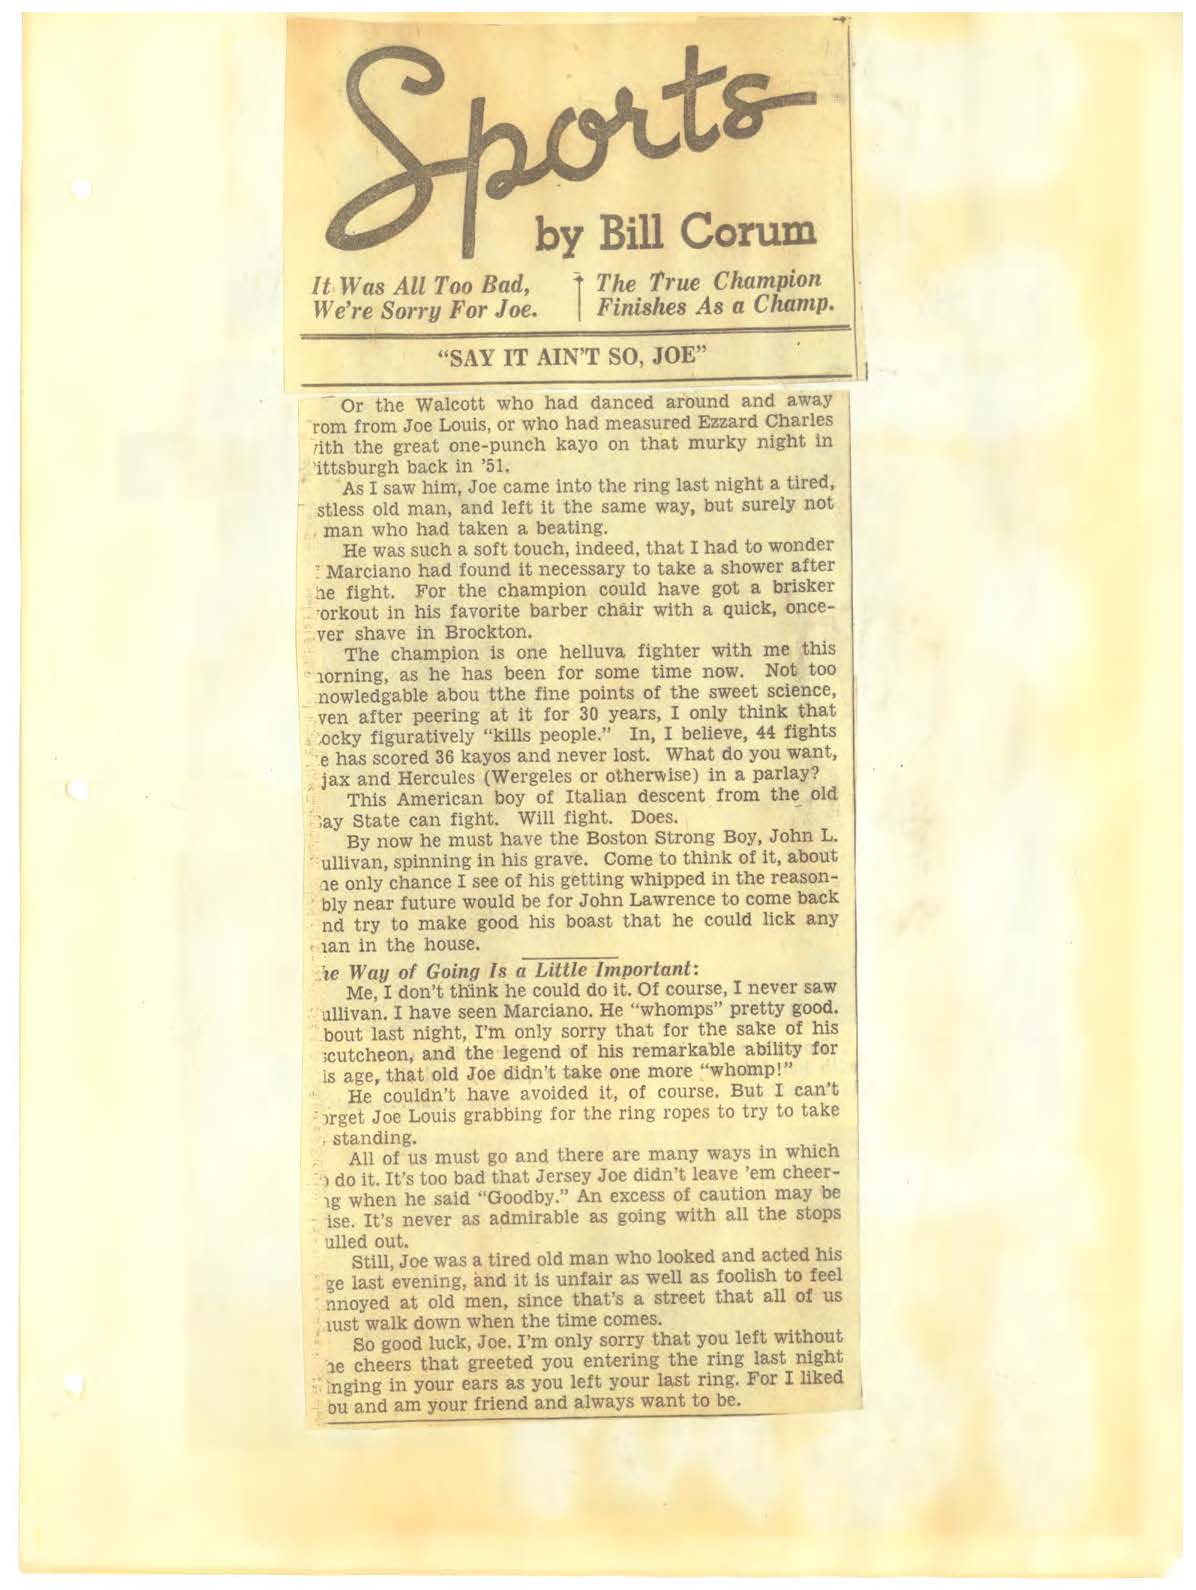 Sports
by Bill Corum
It Was All Too Bad,
We're Sorry For Joe.
The True Champion
Finishes As a Champ.
"SAY IT AIN'T SO, JOE"
Or the Walcott who had danced around and away
rom from Joe Louis, or who had measured Ezzard Charles
ith the great one-punch kayo on that murky night in
ittsburgh back in '51.
As I saw him, Joe came into the ring last night a tired,
stless old man, and left it the same way, but surely not
man who had taken a beating.
He was such a soft touch, indeed, that I had to wonder
Marciano had found it necessary to take a shower after
he fight. For the champion could have got a brisker
orkout in his favorite barber chair with a quick, once-
ver shave in Brockton.
The champion is one helluva fighter with me this
orning, as he has been for some time now. Not too
nowledgable abou tthe fine points of the sweet science,
ven after peering at it for 30 years, I only think that
ocky figuratively "kills people." In, I believe, 44 fights
e has scored 36 kayos and never lost. What do you want,
jax and Hercules (Wergeles or otherwise) in a parlay?
This American boy of Italian descent from the old
ay State can fight. Will fight. Does.
By now he must have the Boston Strong Boy, John L.
ullivan, spinning in his grave. Come to think of it, about
he only chance I see of his getting whipped in the reason-
bly near future would be for John Lawrence to come back
nd try to make good his boast that he could lick any
an in the house.
he Way of Going Is a Little Important:
Me, I don't think he could do it. Of course, I never saw
ullivan. I have seen Marciano. He "whomps" pretty good.
bout last night, I'm only sorry that for the sake of his
scutcheon, and the legend of his remarkable ability for
is age, that old Joe didn't take one more "whomp!"
He couldn't have avoided it, of course. But I can't
orget Joe Louis grabbing for the ring ropes to try to take
standing.
All of us must go and there are many ways in which
o do it. It's too bad that Jersey Joe didn't leave 'em cheer-
ng when he said "Goodby." An excess of caution may be
ise. It's never as admirable as going with all the stops
ulled out.
Still, Joe was a tired old man who looked and acted his
ge last evening, and it is unfair as well as foolish to feel
nnoyed at old men, since that's a street that all of us
ust walk down when the time comes.
So good luck, Joe. I'm only sorry that you left without
he cheers that greeted you entering the ring last night
inging in your ears as you left your last ring. For I liked
ou and am your friend and always want to be.